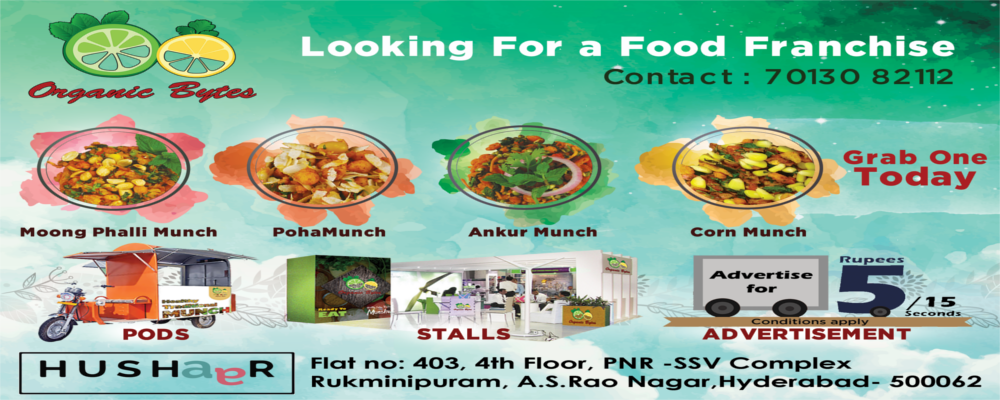 Looking For a Food Franchise
Contact : 70130 82112
Organic Bytes
Grab One
Today
Moong Phalli Munch
PohaMunch
Ankur Munch
Corn Munch
MUNCH
EAT
Advertise
for
Rupees
5/15
Seconds
Conditions apply
PODS
STALLS
ADVERTISEMENT
HUSHaeR
Flat no: 403, 4th Floor, PNR -SSV Complex
Rukminipuram, A.S.Rao Nagar,Hyderabad- 500062